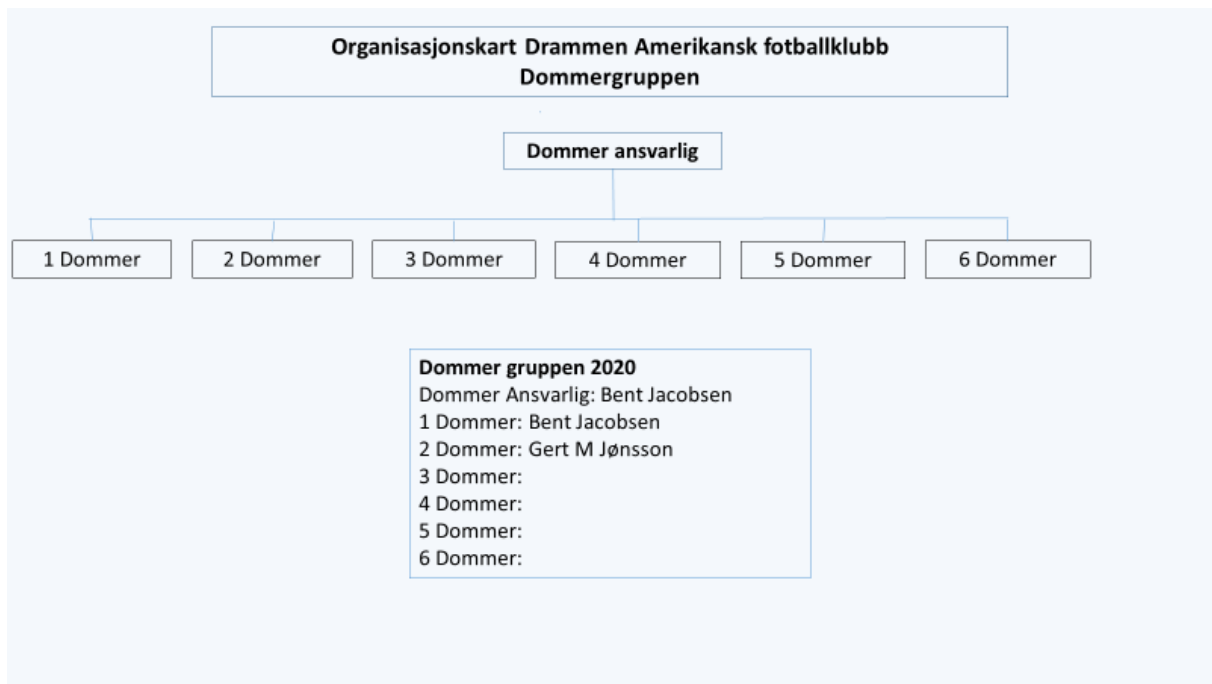 Organisasjonskart Drammen Amerikansk fotballklubb
Dommergruppen
Dommer ansvarlig
1 Dommer
2 Dommer
3 Dommer
4 Dommer
5 Dommer
6 Dommer
Dommer gruppen 2020
Dommer Ansvarlig: Bent Jacobsen
1 Dommer: Bent Jacobsen
2 Dommer: Gert M Jønsson
3 Dommer:
4 Dommer:
5 Dommer:
6 Dommer: